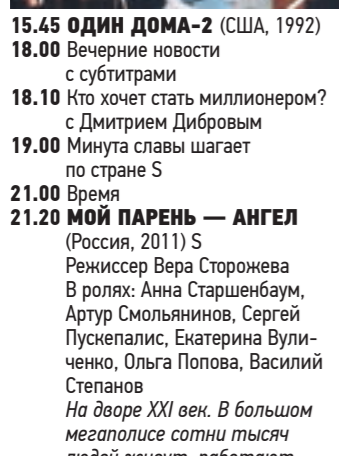 15.45 ОДИН ДОМА-2 (США, 1992)
18.00 Вечерние новости
с субтитрами
18.10 Кто хочет стать миллионером?
с Дмитрием Дибровым
19.00 Минута славы шагает
по стране S
21.00 Время
21.20 МОЙ ПАРЕНЬ — АНГЕЛ
(Россия, 2011) S
Режиссер Вера Сторожева
В ролях: Анна Старшенбаум,
Артур Смольянинов, Сергей
Пускепалис, Екатерина Вули-
ченко, Ольга Попова, Василий
Степанов
На дворе XXI век. В большом
мегаполисе сотни тысяч
людей живут, работают